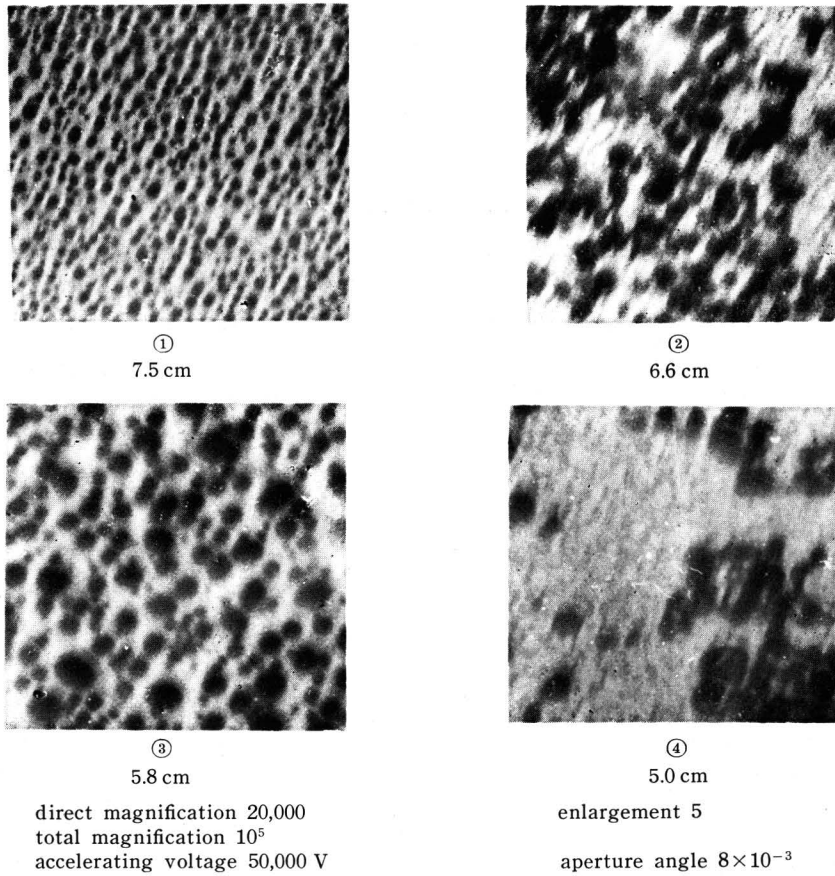 ①
7.5 cm
②
6.6 cm
③
5.8 cm
④
5.0 cm
direct magnification 20,000
total magnification 10⁵
accelerating voltage 50,000 V
enlargement 5
aperture angle 8×10⁻³